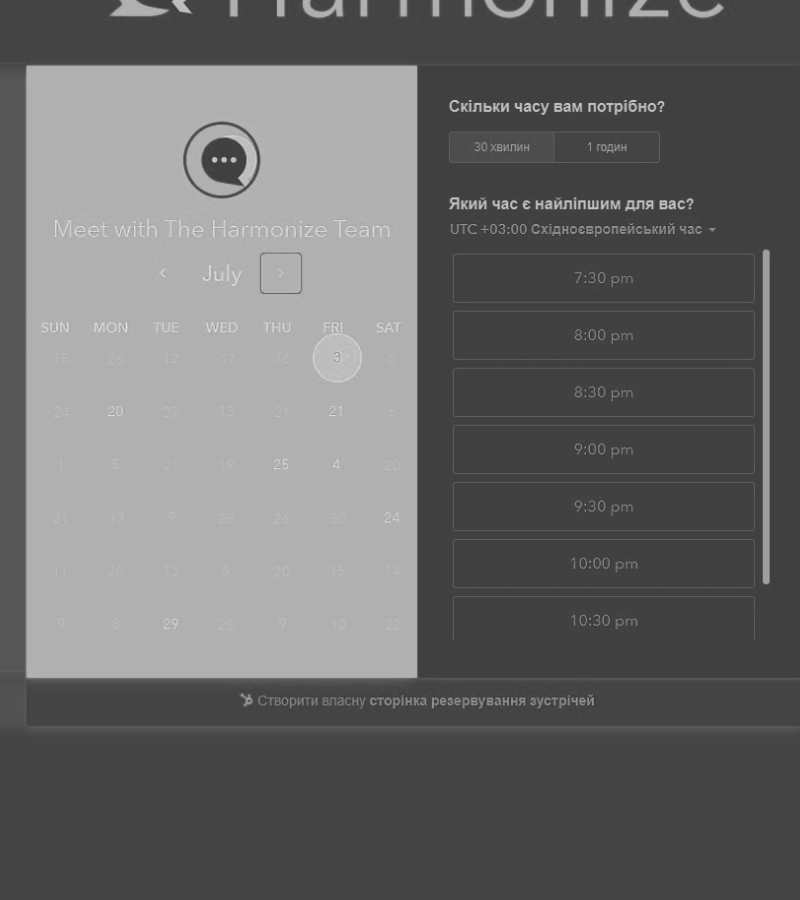 Harmonize
Meet with The Harmonize Team
July
SUN MON TUE WED THU FRI SAT
15 26 12 17 16 3 6
24 20 27 13 21 21 6
1 5 21 19 25 4 20
21 17 9 28 26 30 24
11 28 13 5 20 15 14
9 8 29 25 9 10 22
Скільки часу вам потрібно?
30 хвилин 1 годин
Який час є найліпшим для вас?
UTC +03:00 Східноєвропейський час
7:30 pm
8:00 pm
8:30 pm
9:00 pm
9:30 pm
10:00 pm
10:30 pm
Створити власну сторінка резервування зустрічей